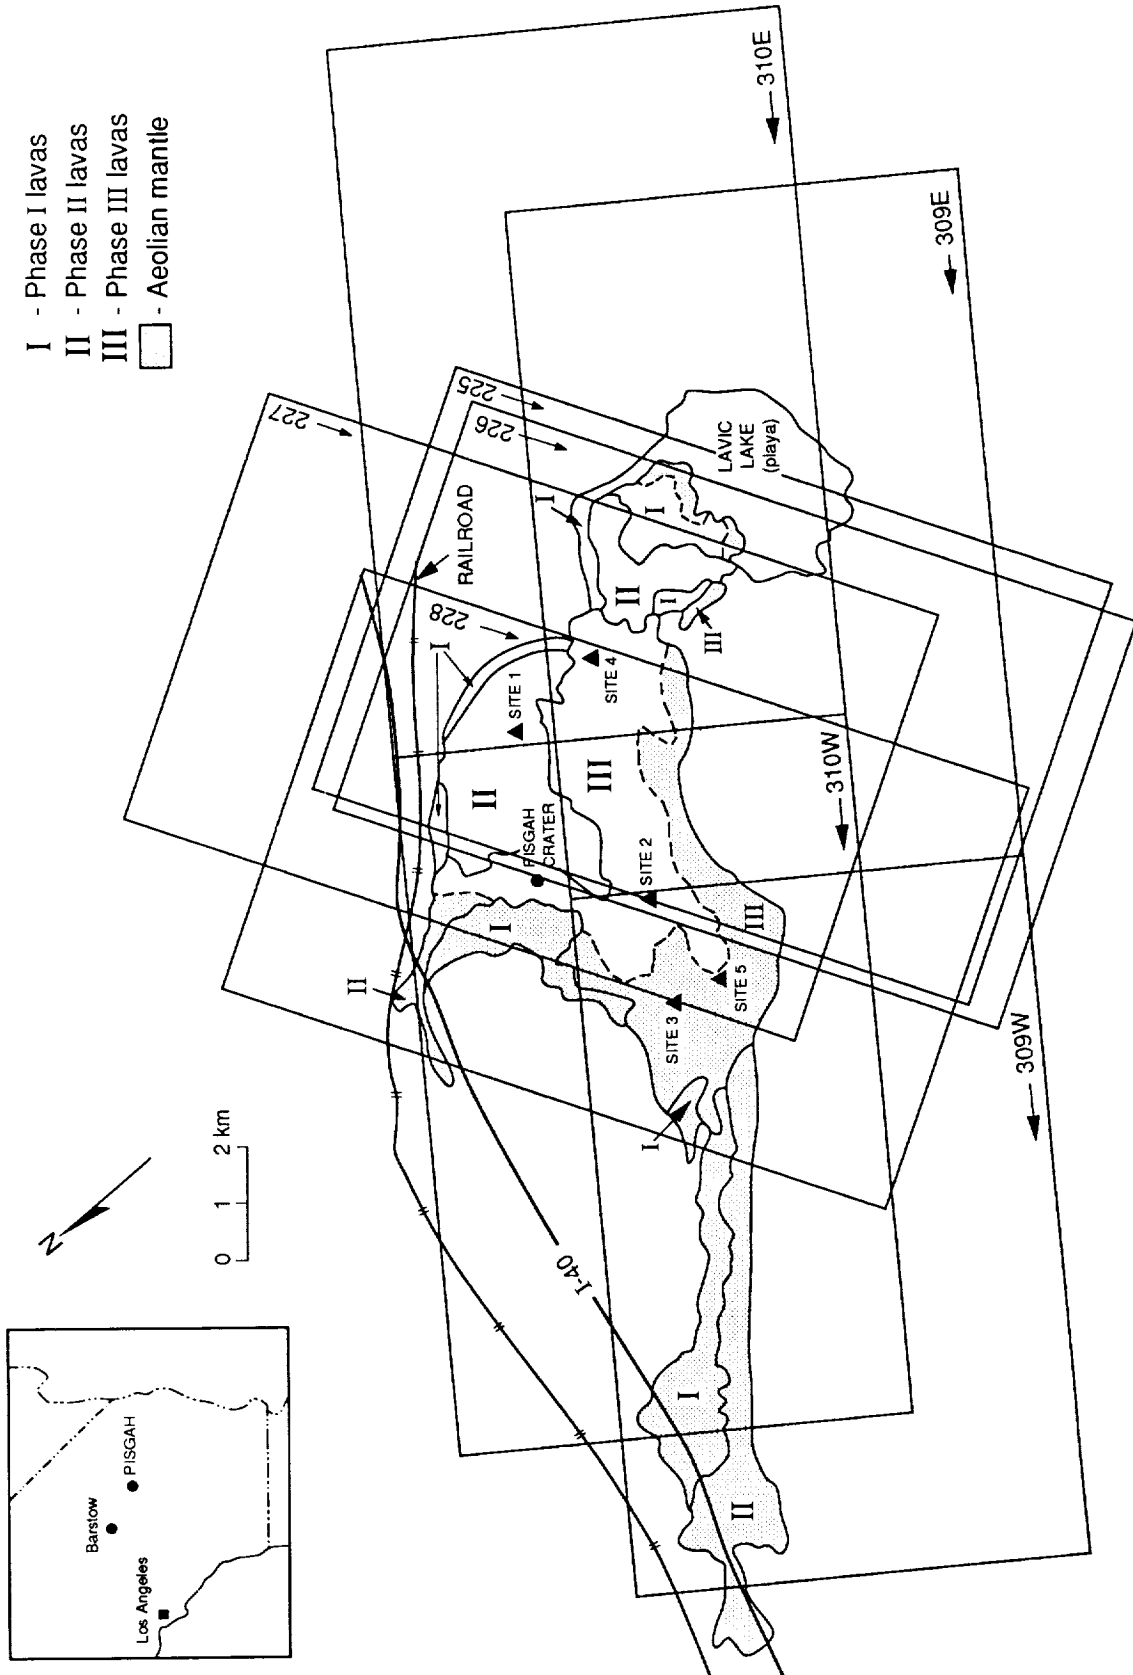 I - Phase I lavas
II - Phase II lavas
III - Phase III lavas
- Aeolian mantle
Barstow
PISGAH
Los Angeles
N
0 1 2 km
310E
309E
227
225
226
228
RAILROAD
I
I
I
LAVIC
LAKE
(playa)
II
I
III
SITE 1
SITE 4
II
III
310W
PISGAH
CRATER
SITE 2
III
I
II
SITE 3
SITE 5
309W
I
I-40
I
II